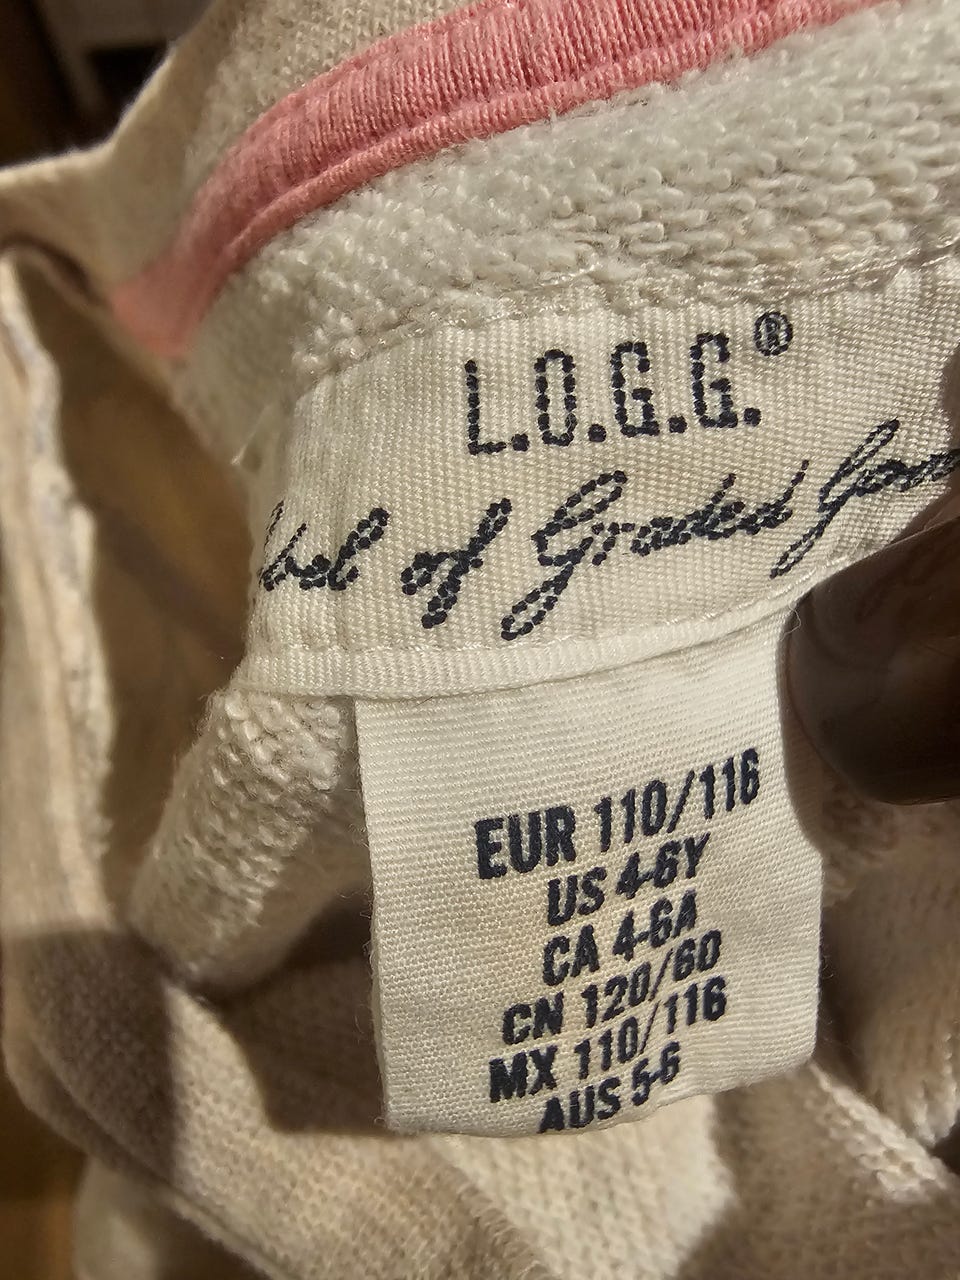 L.O.G.G.®
of Graded
EUR 110/116
US 4-6Y
CA 4-6A
CN 120/60
MX 110/116
AUS 5-6